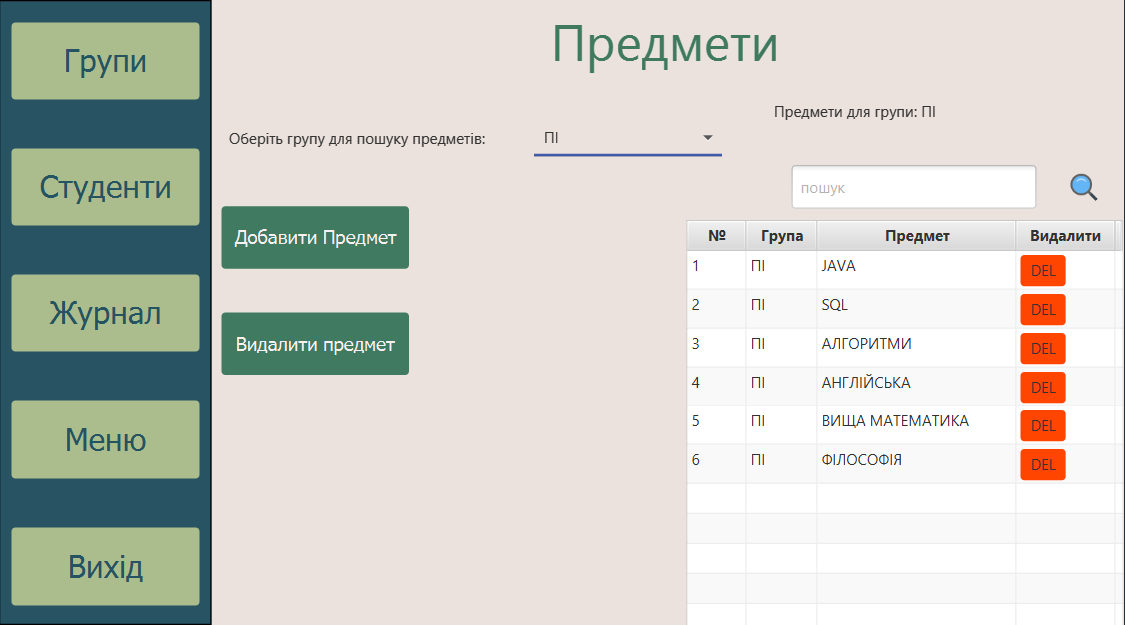 Групи
Студенти
Журнал
Меню
Вихід
Предмети
Предмети для групи: ПІ
Оберіть групу для пошуку предметів:
ПІ
пошук
Добавити Предмет
Видалити предмет
№ Група Предмет Видалити
1 ПІ JAVA DEL
2 ПІ SQL DEL
3 ПІ АЛГОРИТМИ DEL
4 ПІ АНГЛІЙСЬКА DEL
5 ПІ ВИЩА МАТЕМАТИКА DEL
6 ПІ ФІЛОСОФІЯ DEL